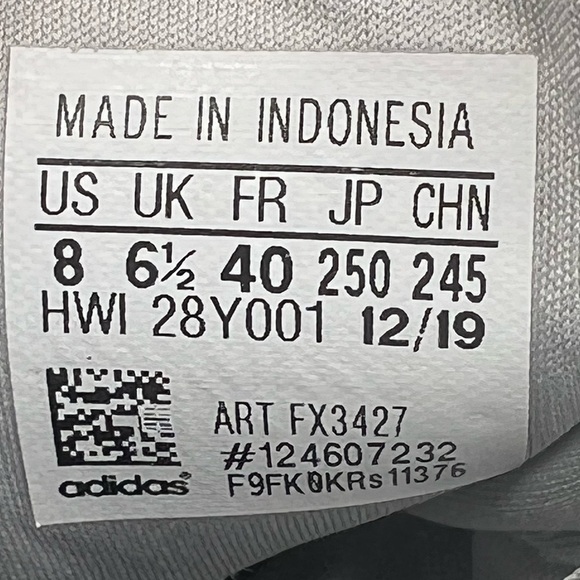 MADE IN INDONESIA
US UK FR JP CHN
8 6½ 40 250 245
HWI 28Y001 12/19
ART FX3427
#124607232
adidas®
F9FK0KRs11376